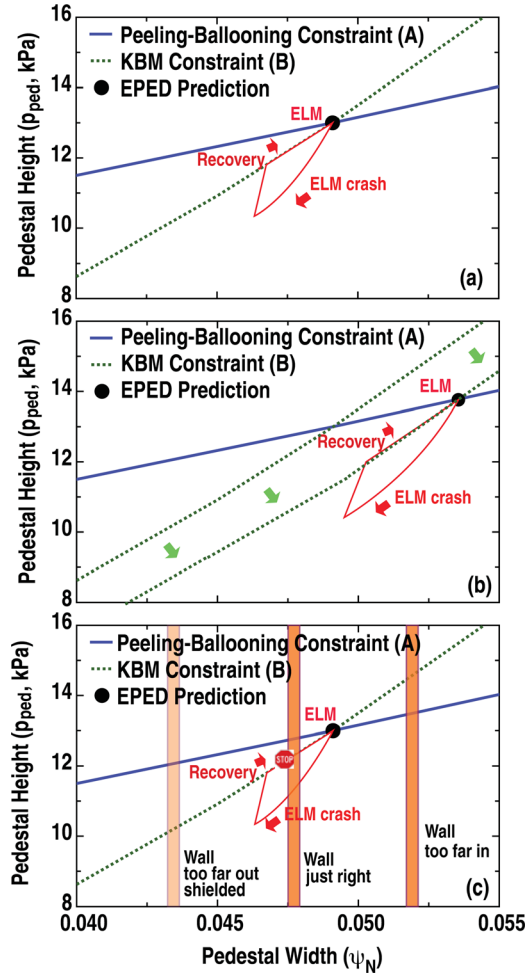 16
Peeling-Ballooning Constraint (A)
KBM Constraint (B)
EPED Prediction
14
ELM
12
Recovery
ELM crash
10
8
(a)
Pedestal Height (pped, kPa)
16
Peeling-Ballooning Constraint (A)
KBM Constraint (B)
EPED Prediction
14
ELM
Recovery
12
ELM crash
10
8
(b)
Pedestal Height (pped, kPa)
16
Peeling-Ballooning Constraint (A)
KBM Constraint (B)
EPED Prediction
14
ELM
12
STOP
Recovery
ELM crash
10
Wall
too far out
shielded
Wall
just right
Wall
too far in
8
(c)
Pedestal Height (pped, kPa)
0.040 0.045 0.050 0.055
Pedestal Width (ψN)